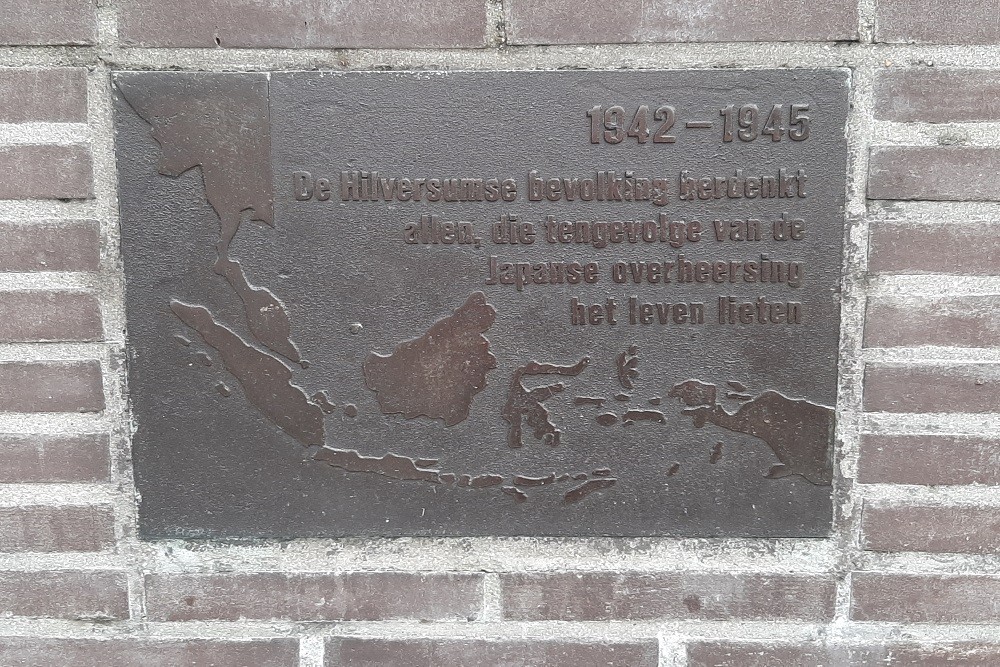 1942 – 1945
De Hilversumse bevolking herdenkt
allen, die tengevolge van de
Japanse overheersing
het leven lieten